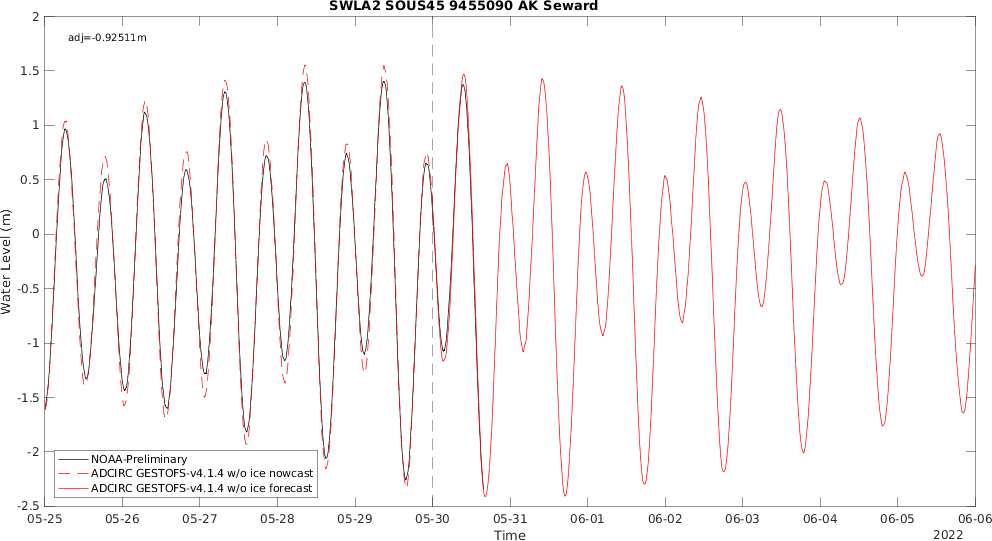 SWLA2 SOUS45 9455090 AK Seward
adj=-0.92511m
2
1.5
1
0.5
0
-0.5
-1
-1.5
-2
-2.5
Water Level (m)
NOAA-Preliminary
ADCIRC GESTOFS-v4.1.4 w/o ice nowcast
ADCIRC GESTOFS-v4.1.4 w/o ice forecast
05-25 05-26 05-27 05-28 05-29 05-30 05-31 06-01 06-02 06-03 06-04 06-05 06-06
Time
2022